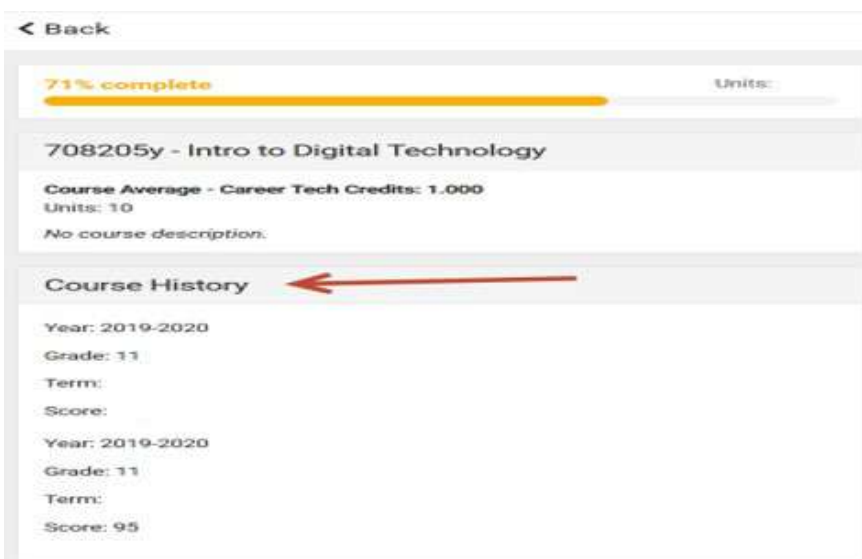 Back
71% complete
Units:
708205y - Intro to Digital Technology
Course Average - Career Tech Credits: 1.000
Units: 10
No course description.
Course History
Year: 2019-2020
Grade: 11
Term:
Score:
Year: 2019-2020
Grade: 11
Term:
Score: 95